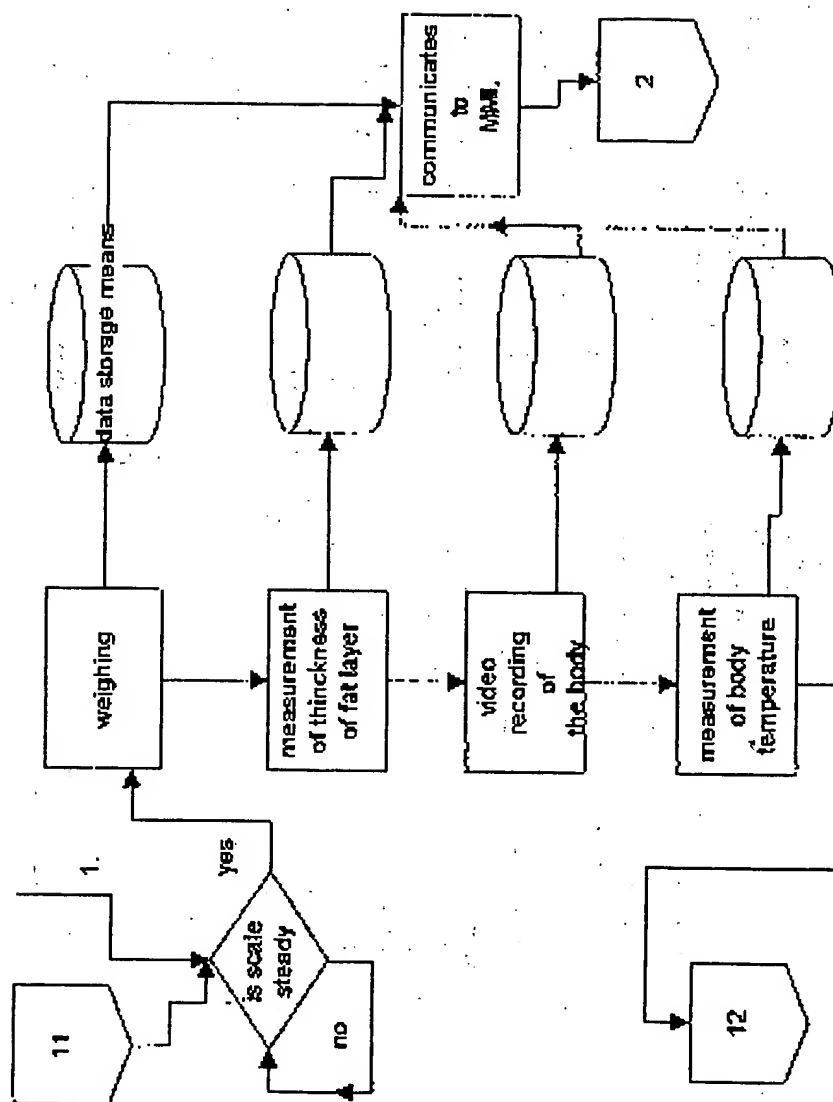 11
1.
is scale
steady
yes
no
weighing
data storage means
measurement
of thinckness
of fat layer
video
recording
of
the body
measurement
of body
temperature
communicates
to
2
12